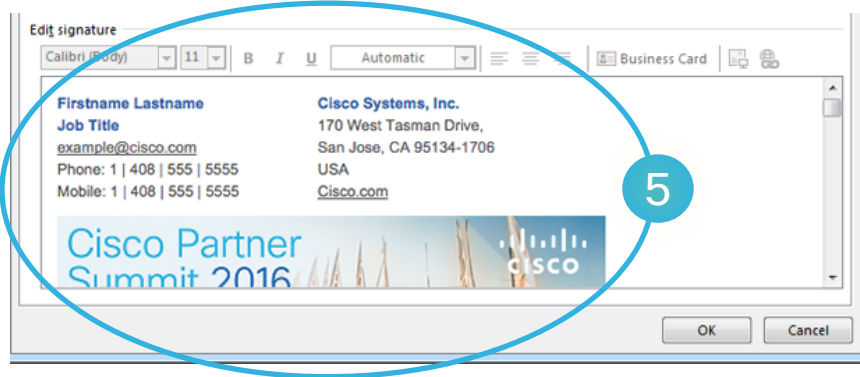 Edit signature
Calibri (Body) 11 B I U Automatic Business Card
Firstname Lastname
Job Title
example@cisco.com
Phone: 1 | 408 | 555 | 5555
Mobile: 1 | 408 | 555 | 5555
Cisco Systems, Inc.
170 West Tasman Drive,
San Jose, CA 95134-1706
USA
Cisco.com
5
Cisco Partner
Summit 2016
cisco
OK Cancel